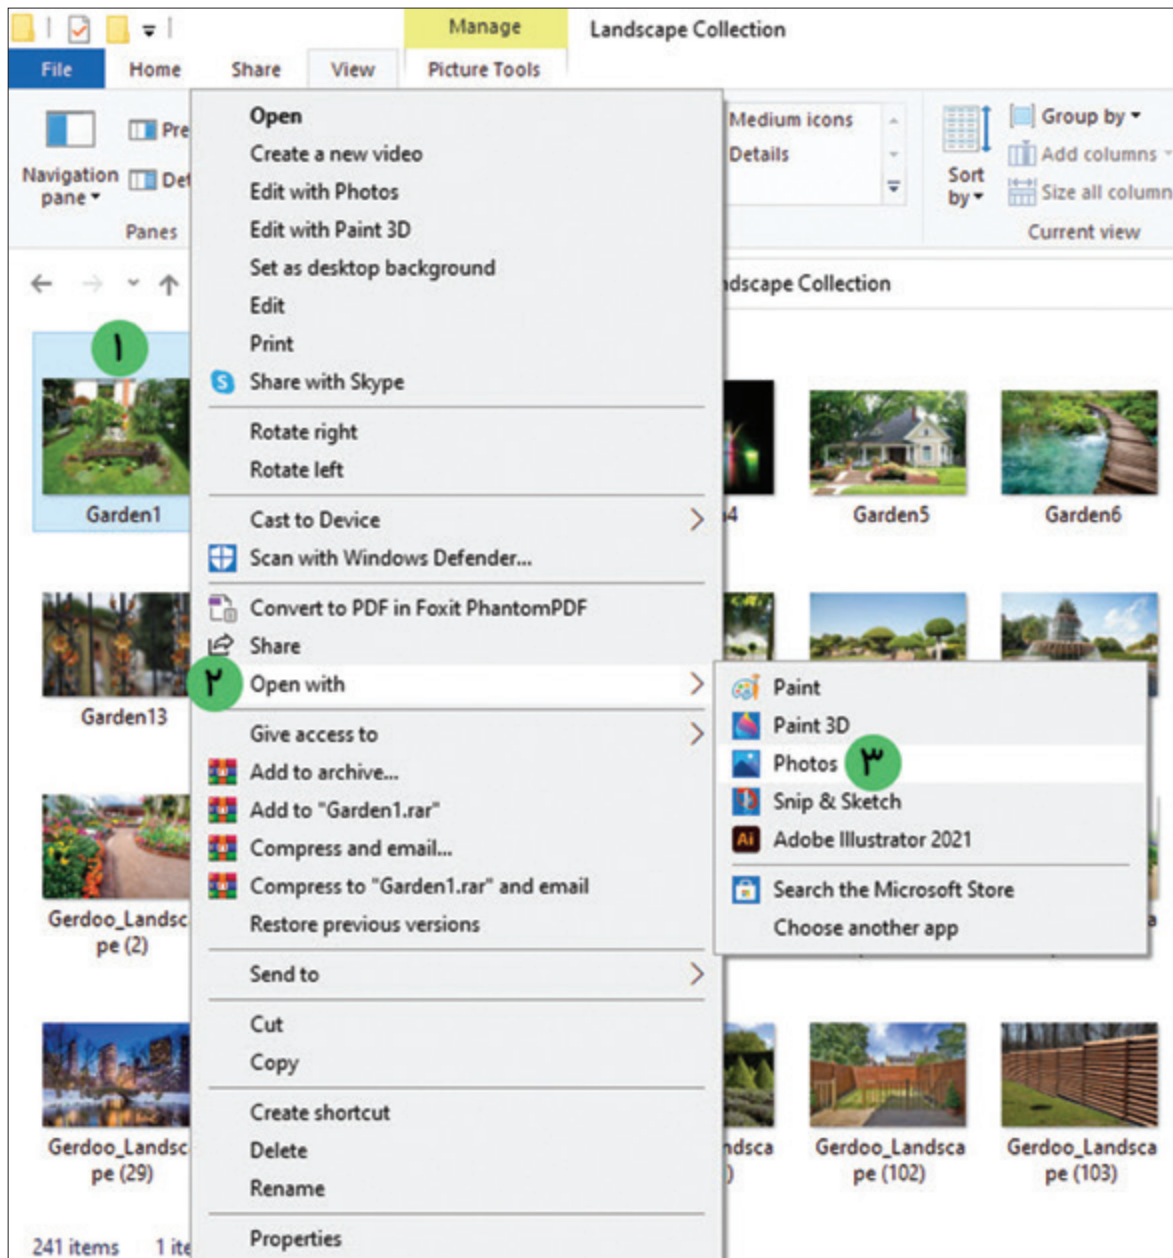 Manage
Landscape Collection
File Home Share View Picture Tools
Navigation pane
Panes
Medium icons
Details
Sort by
Group by
Add columns
Size all column
Current view
Landscape Collection
Open
Create a new video
Edit with Photos
Edit with Paint 3D
Set as desktop background
Edit
Print
Share with Skype
Rotate right
Rotate left
Cast to Device
Scan with Windows Defender...
Convert to PDF in Foxit PhantomPDF
Share
۲ Open with
Give access to
Add to archive...
Add to "Garden1.rar"
Compress and email...
Compress to "Garden1.rar" and email
Restore previous versions
Send to
Cut
Copy
Create shortcut
Delete
Rename
Properties
Paint
Paint 3D
Photos ۳
Snip & Sketch
Ai Adobe Illustrator 2021
Search the Microsoft Store
Choose another app
۱
Garden1
Garden5
Garden6
Garden13
Gerdoo_Landsc
pe (2)
Gerdoo_Landsc
pe (29)
Gerdoo_Landsca
pe (102)
Gerdoo_Landsca
pe (103)
241 items